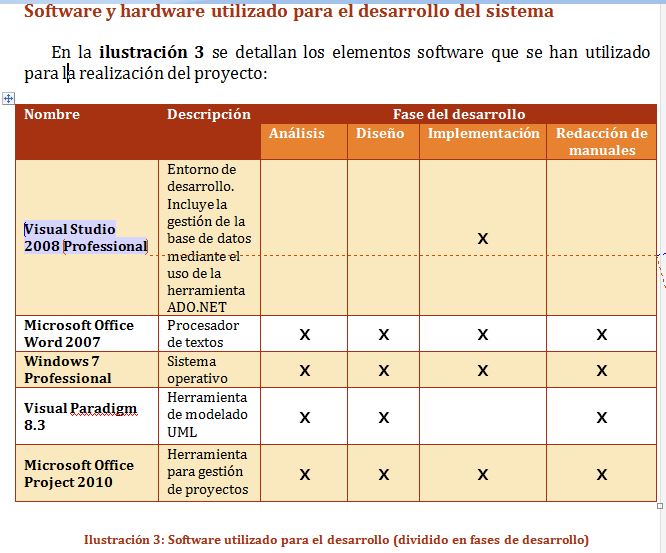 Software y hardware utilizado para el desarrollo del sistema
En la ilustración 3 se detallan los elementos software que se han utilizado
para la realización del proyecto:
Nombre Descripción Fase del desarrollo
Análisis Diseño Implementación Redacción de
manuales
Visual Studio
2008 Professional
Entorno de
desarrollo.
Incluye la
gestión de la
base de datos
mediante el
uso de la
herramienta
ADO.NET
X
Microsoft Office
Word 2007
Procesador
de textos
X X X X
Windows 7
Professional
Sistema
operativo
X X X X
Visual Paradigm
8.3
Herramienta
de modelado
UML
X X X
Microsoft Office
Project 2010
Herramienta
para gestión
de proyectos
X X X X
Ilustración 3: Software utilizado para el desarrollo (dividido en fases de desarrollo)